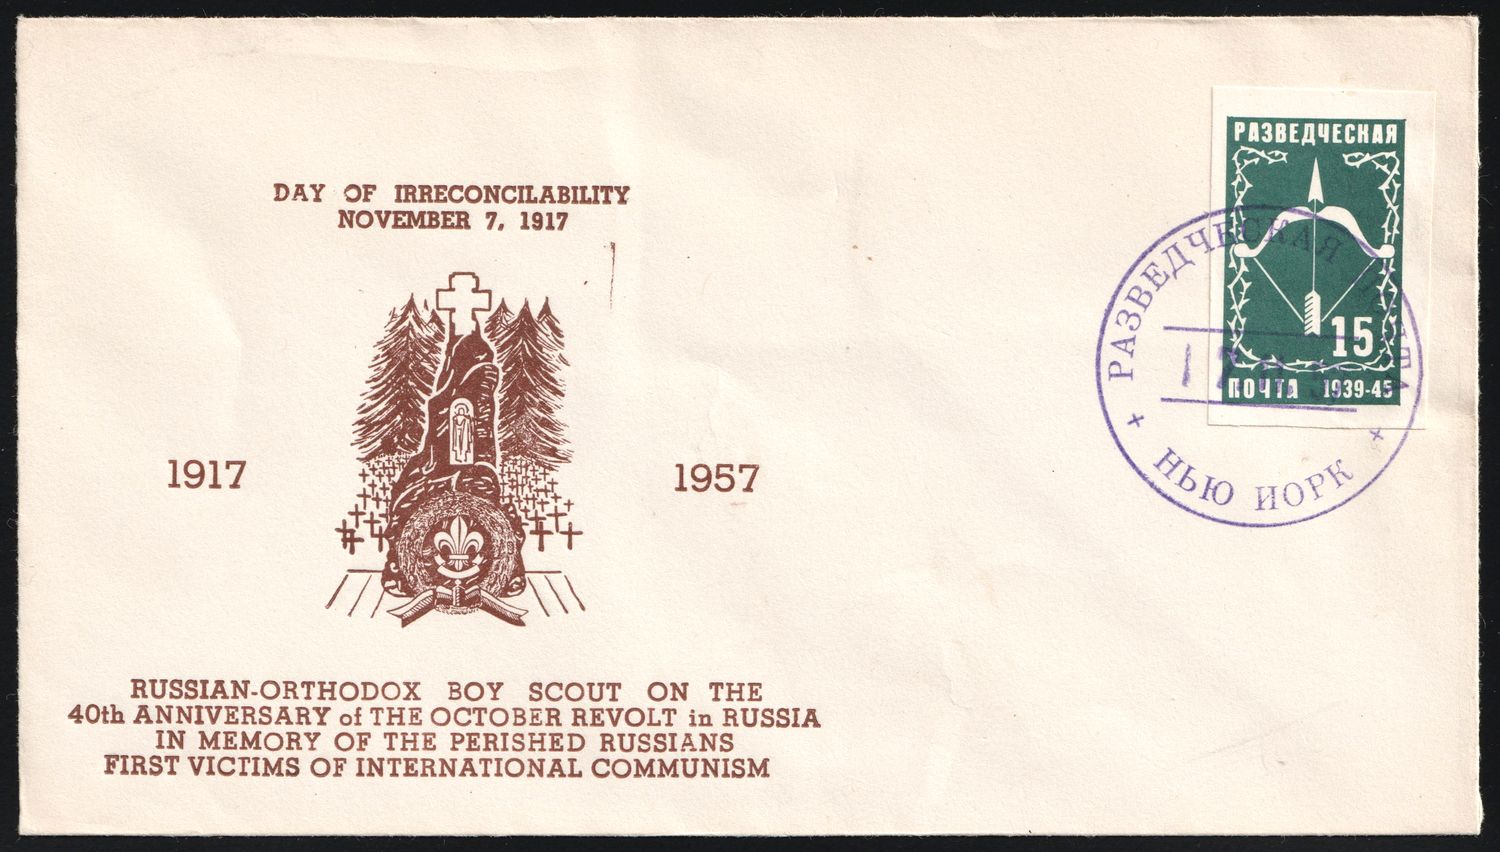 DAY OF IRRECONCILABILITY
NOVEMBER 7, 1917
1917
1957
RUSSIAN-ORTHODOX BOY SCOUT ON THE
40th ANNIVERSARY of THE OCTOBER REVOLT in RUSSIA
IN MEMORY OF THE PERISHED RUSSIANS
FIRST VICTIMS OF INTERNATIONAL COMMUNISM
РАЗВЕДЧЕСКАЯ
15
ПОЧТА 1939-45
РАЗВЕДЧЕСКАЯ ПОЧТА
НЬЮ ИОРК